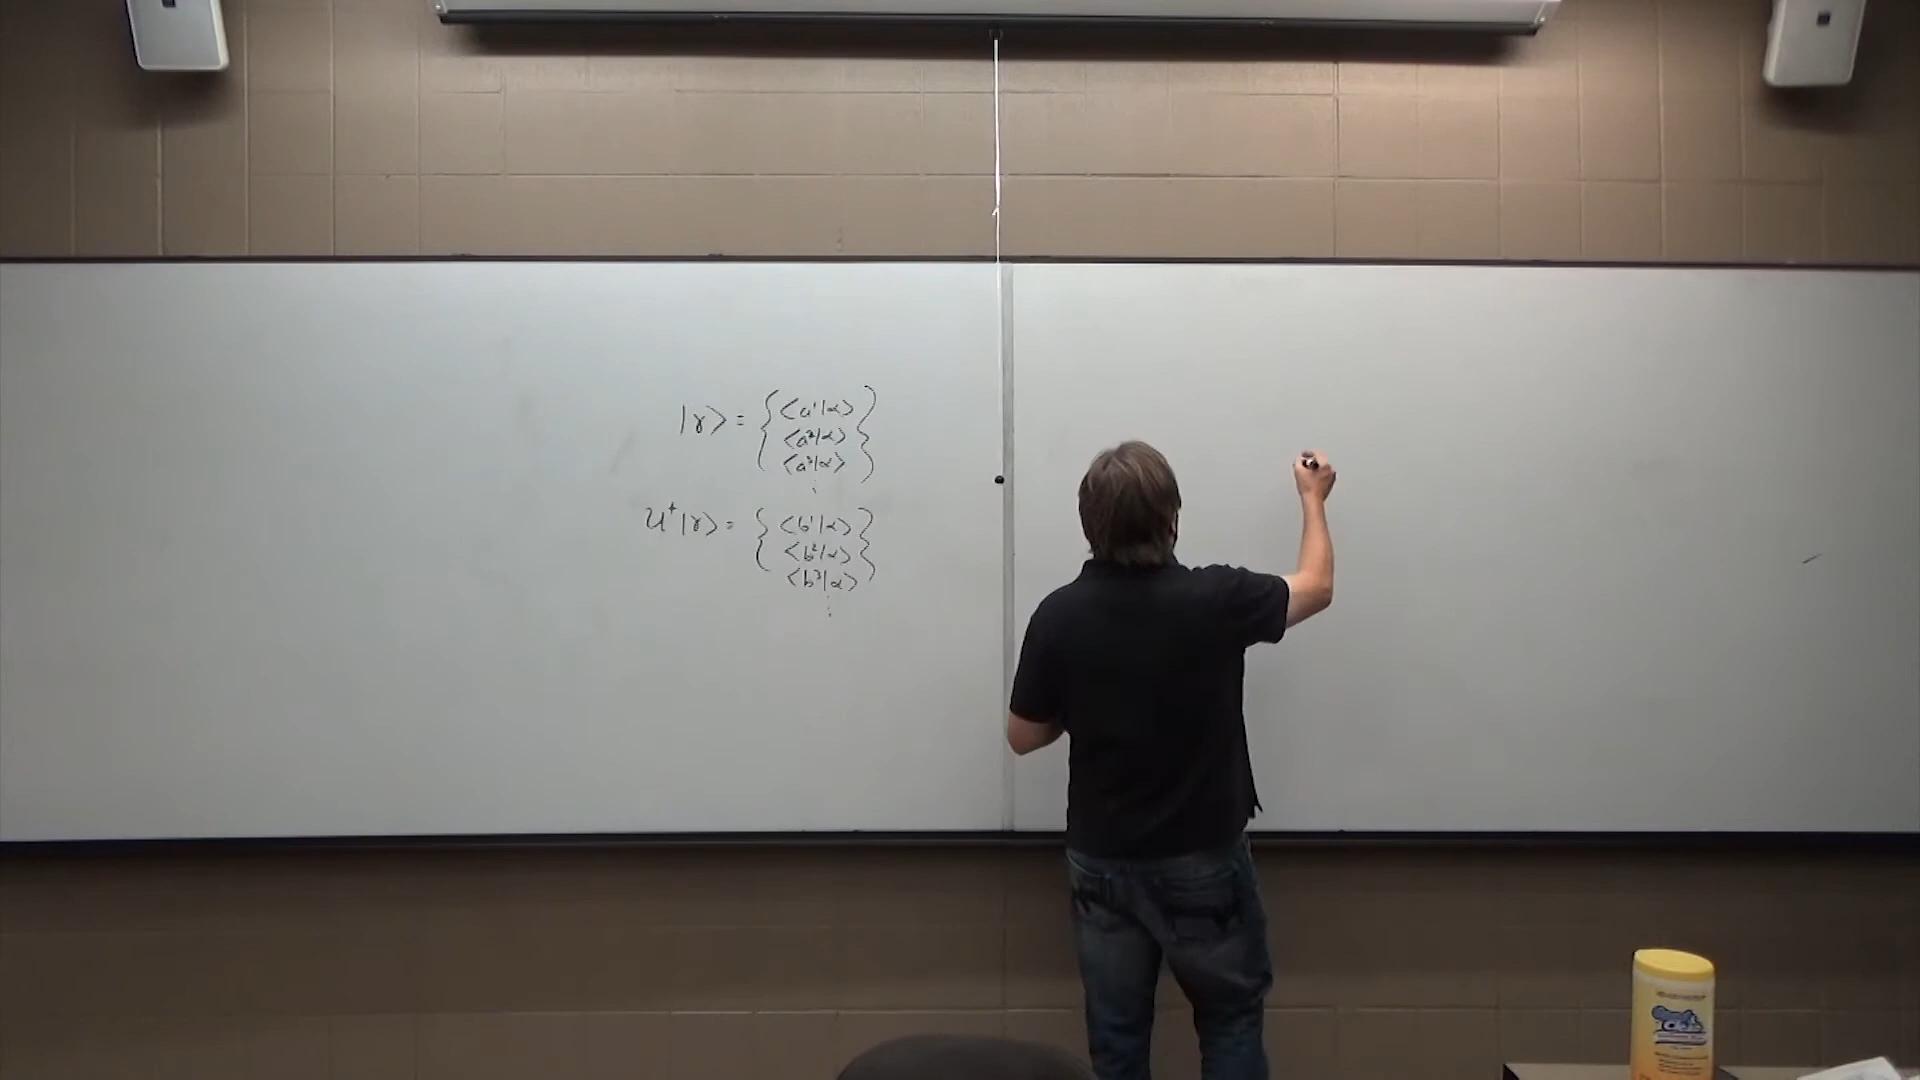 |γ> = {<a¹|α>
<a²|α>
<a³|α>}
⋮
U⁺|γ> = {<b¹|α>
<b²|α>
<b³|α>}
⋮